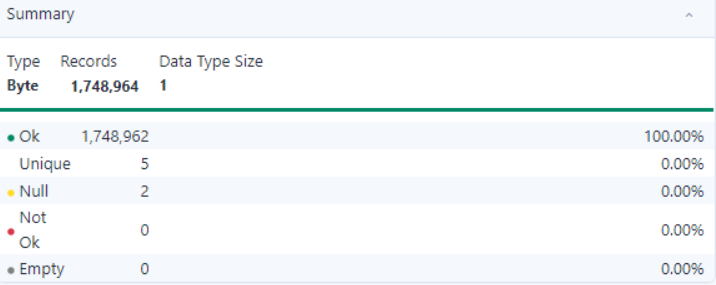 Summary
Type Records Data Type Size
Byte 1,748,964 1
Ok 1,748,962 100.00%
Unique 5 0.00%
Null 2 0.00%
Not
Ok 0 0.00%
Empty 0 0.00%